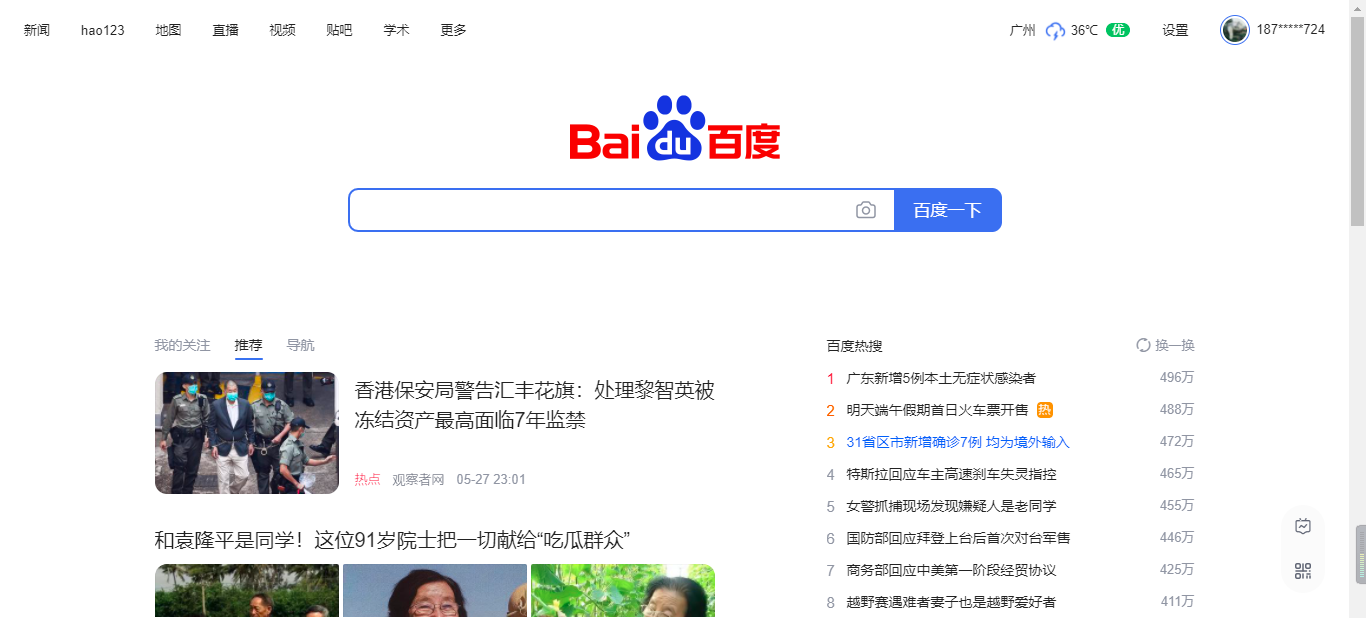 新闻 hao123 地图 直播 视频 贴吧 学术 更多 广州 36℃ 优 设置 187*****724
Bai du 百度
百度一下
我的关注 推荐 导航
香港保安局警告汇丰花旗：处理黎智英被
冻结资产最高面临7年监禁
热点 观察者网 05-27 23:01
和袁隆平是同学！这位91岁院士把一切献给“吃瓜群众”
百度热搜 换一换
1 广东新增5例本土无症状感染者 496万
2 明天端午假期首日火车票开售 热 488万
3 31省区市新增确诊7例 均为境外输入 472万
4 特斯拉回应车主高速刹车失灵指控 465万
5 女警抓捕现场发现嫌疑人是老同学 455万
6 国防部回应拜登上台后首次对台军售 446万
7 商务部回应中美第一阶段经贸协议 425万
8 越野赛遇难者妻子也是越野爱好者 411万